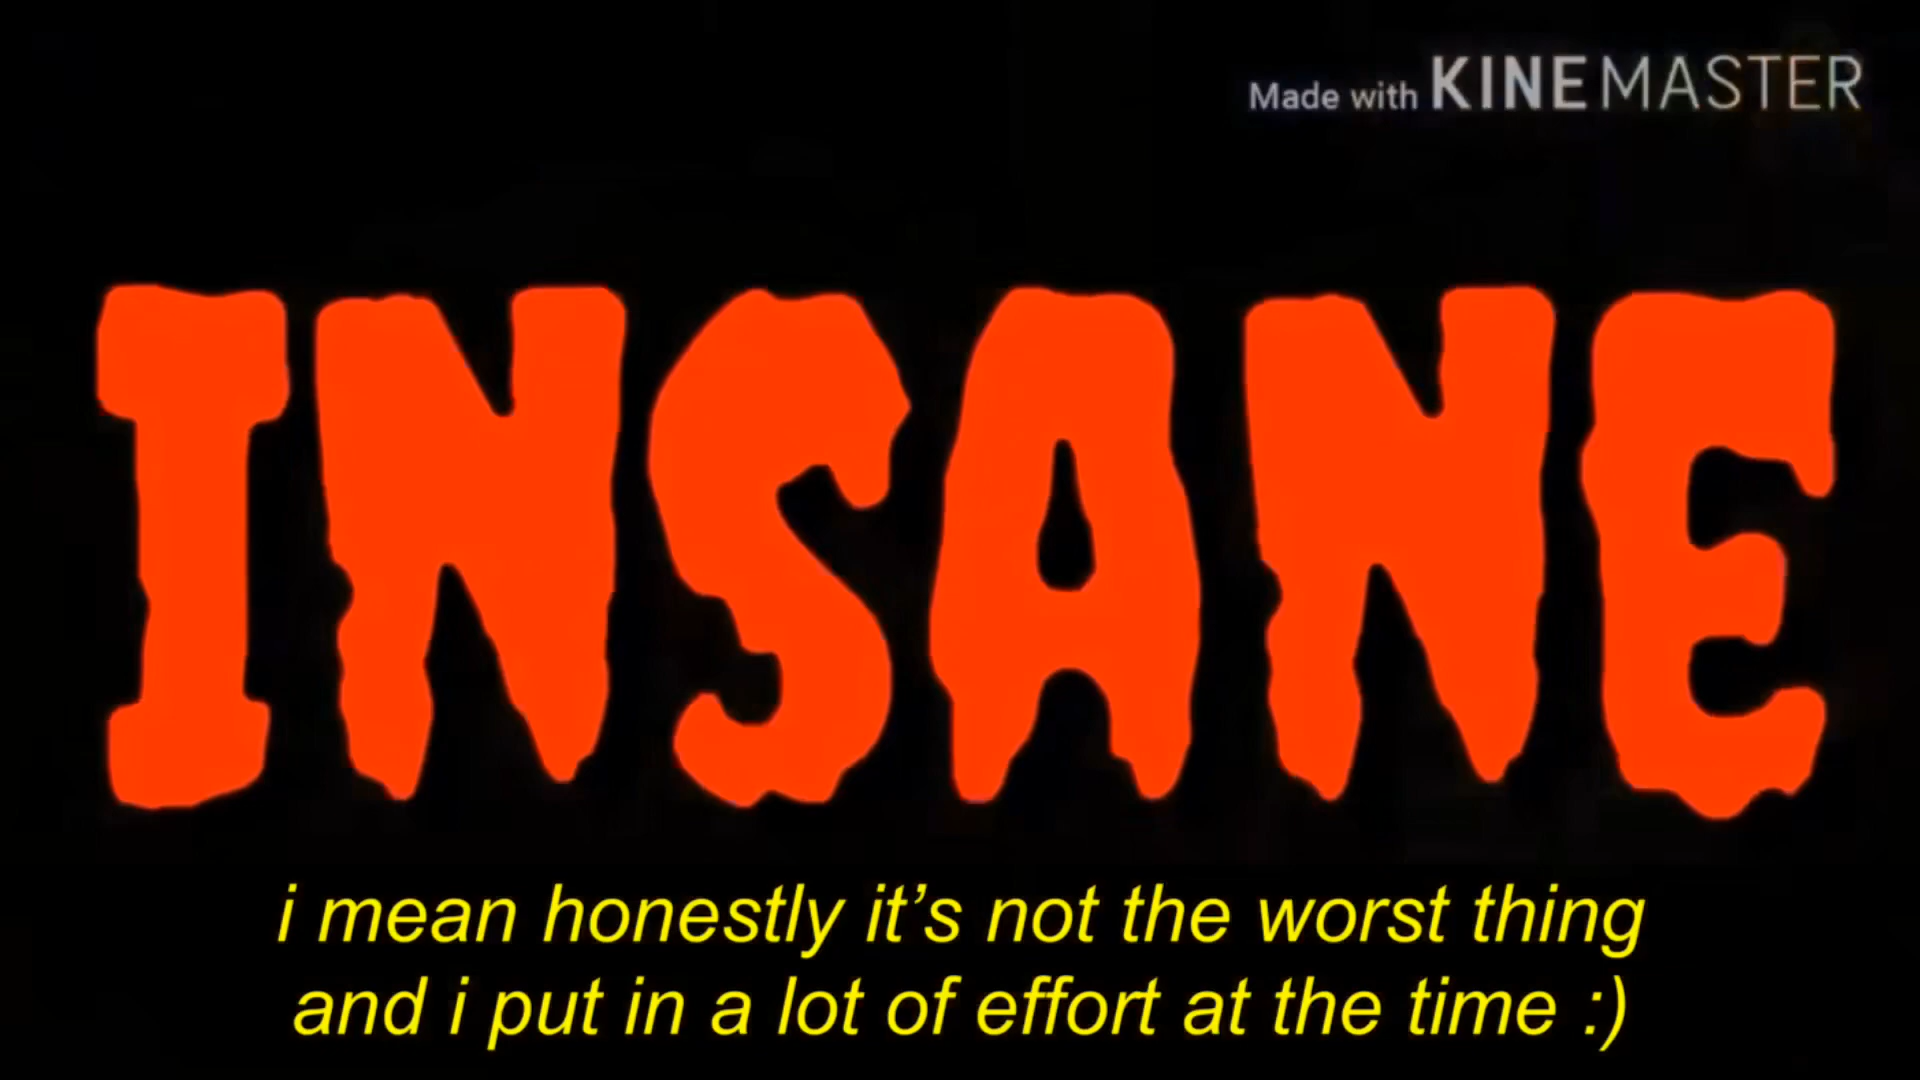 Made with KINEMASTER
INSANE
i mean honestly it’s not the worst thing
and i put in a lot of effort at the time :)